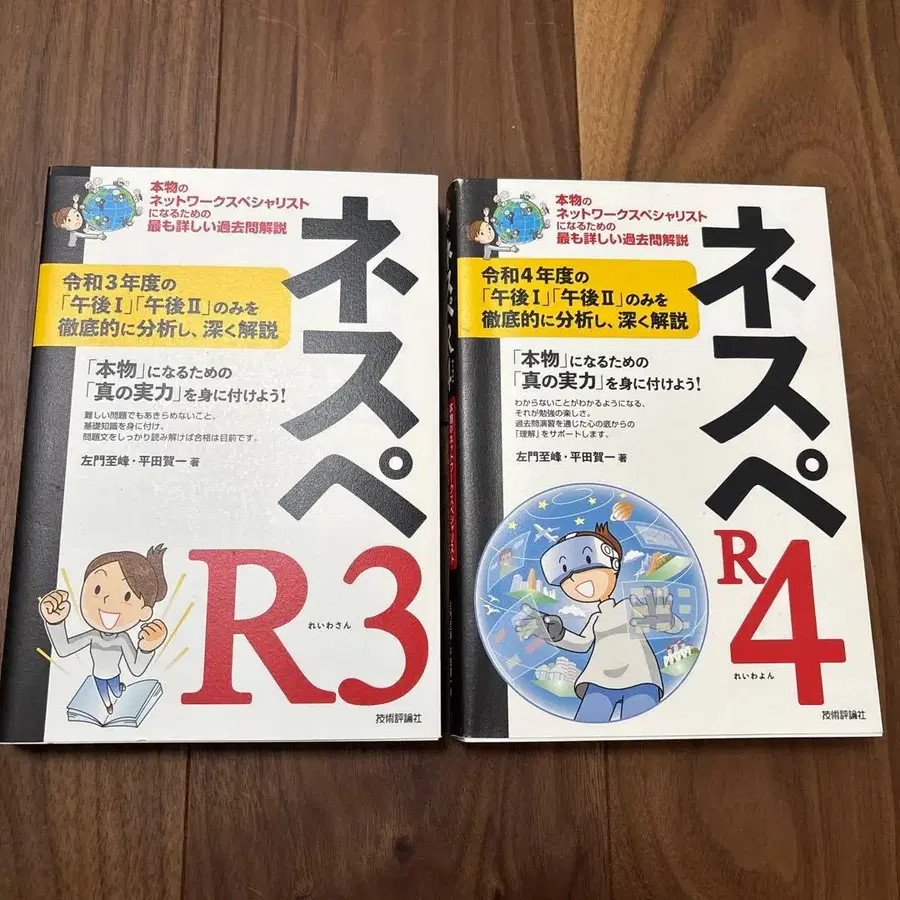 本物の
ネットワークスペシャリスト
になるための
最も詳しい過去問解説
ネスペ
令和3年度の
「午後Ⅰ」「午後Ⅱ」のみを
徹底的に分析し、深く解説
「本物」になるための
「真の実力」を身に付けよう!
難しい問題でもあきらめないこと。
基礎知識を身に付け、
問題文をしっかり読み解けば合格は目前です。
左門至峰・平田賀一 著
R3
れいわさん
技術評論社
本物の
ネットワークスペシャリスト
になるための
最も詳しい過去問解説
ネスペ
令和4年度の
「午後Ⅰ」「午後Ⅱ」のみを
徹底的に分析し、深く解説
「本物」になるための
「真の実力」を身に付けよう!
わからないことがわかるようになる、
それが勉強の楽しさ。
過去問演習を通じた心の底からの
「理解」をサポートします。
左門至峰・平田賀一 著
R4
れいわよん
技術評論社